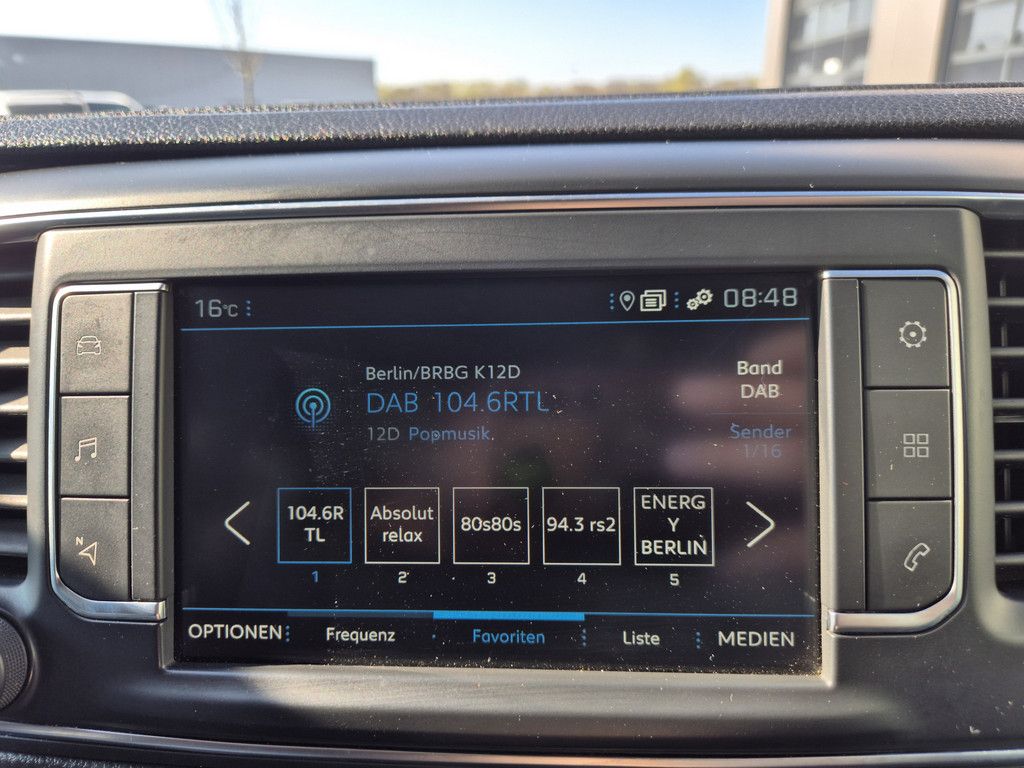 16°C
08:48
Berlin/BRBG K12D
DAB 104.6RTL
12D Popmusik
Band
DAB
Sender
1/16
104.6R
TL
Absolut
relax
80s80s
94.3 rs2
ENERG
Y
BERLIN
1
2
3
4
5
OPTIONEN
Frequenz
Favoriten
Liste
MEDIEN
N